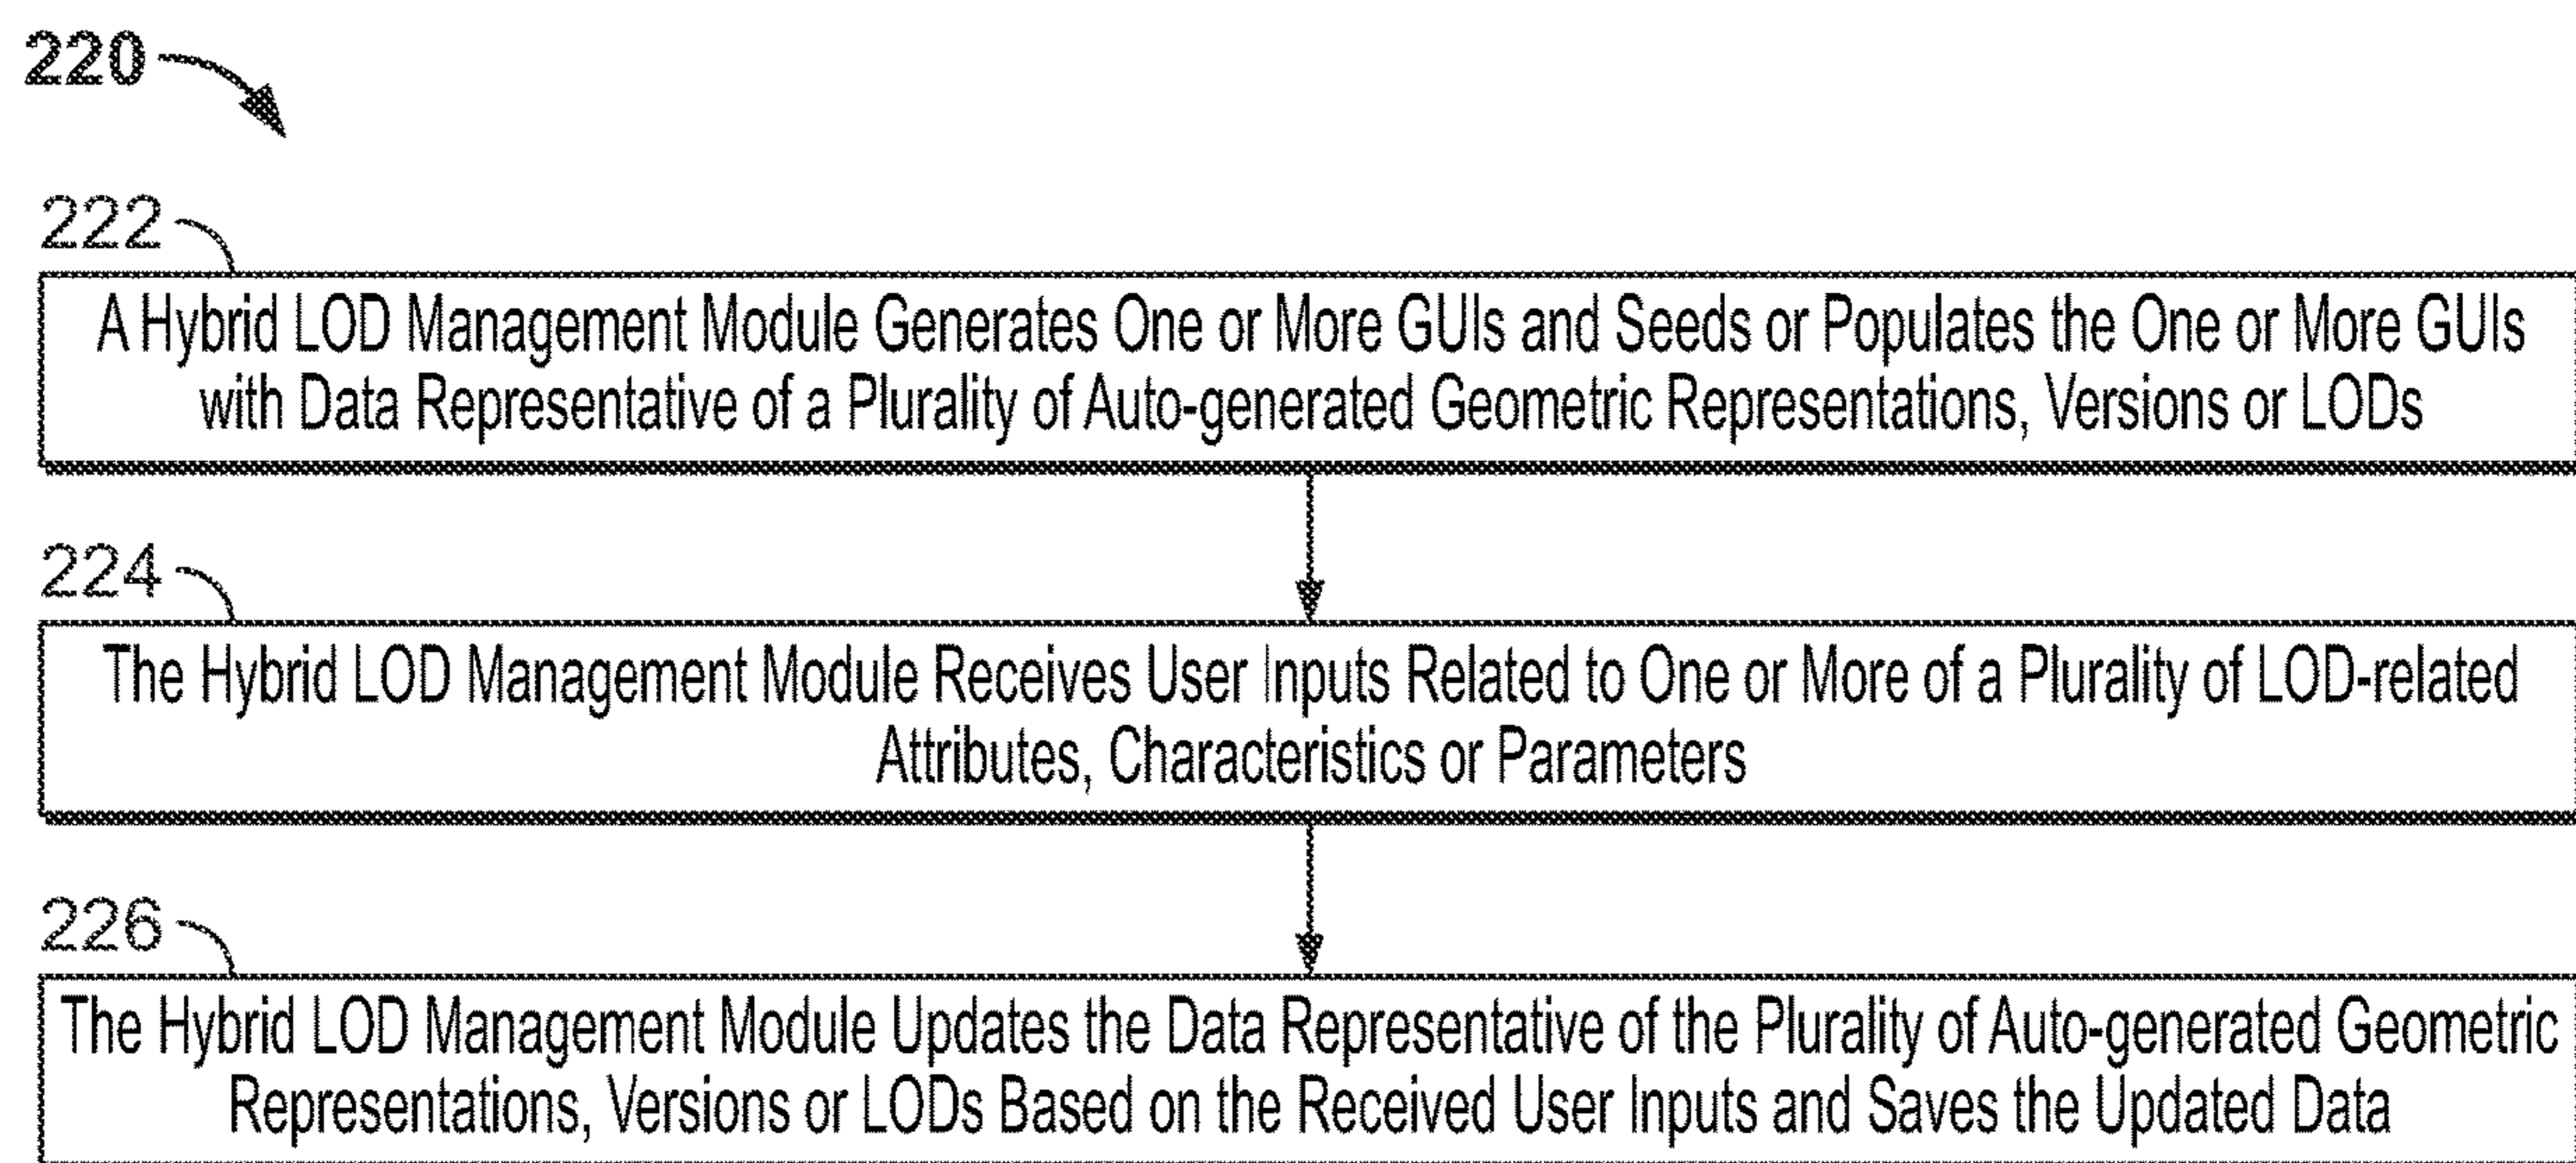 220
222
A Hybrid LOD Management Module Generates One or More GUIs and Seeds or Populates the One or More GUIs
with Data Representative of a Plurality of Auto-generated Geometric Representations, Versions or LODs
224
The Hybrid LOD Management Module Receives User Inputs Related to One or More of a Plurality of LOD-related
Attributes, Characteristics or Parameters
226
The Hybrid LOD Management Module Updates the Data Representative of the Plurality of Auto-generated Geometric
Representations, Versions or LODs Based on the Received User Inputs and Saves the Updated Data